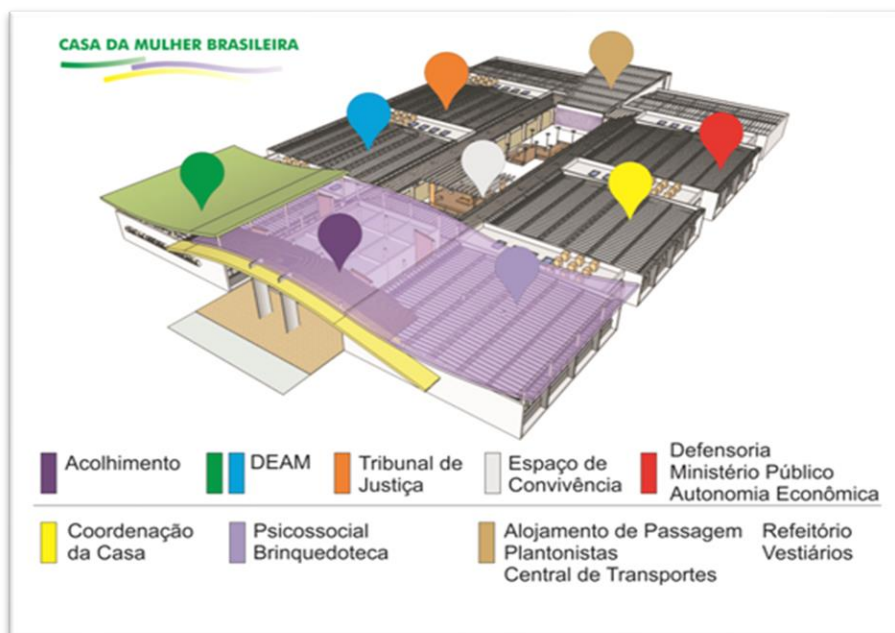 CASA DA MULHER BRASILEIRA
Acolhimento
DEAM
Tribunal de
Justiça
Espaço de
Convivência
Defensoria
Ministério Público
Autonomia Econômica
Coordenação
da Casa
Psicossocial
Brinquedoteca
Alojamento de Passagem
Plantonistas
Central de Transportes
Refeitório
Vestiários